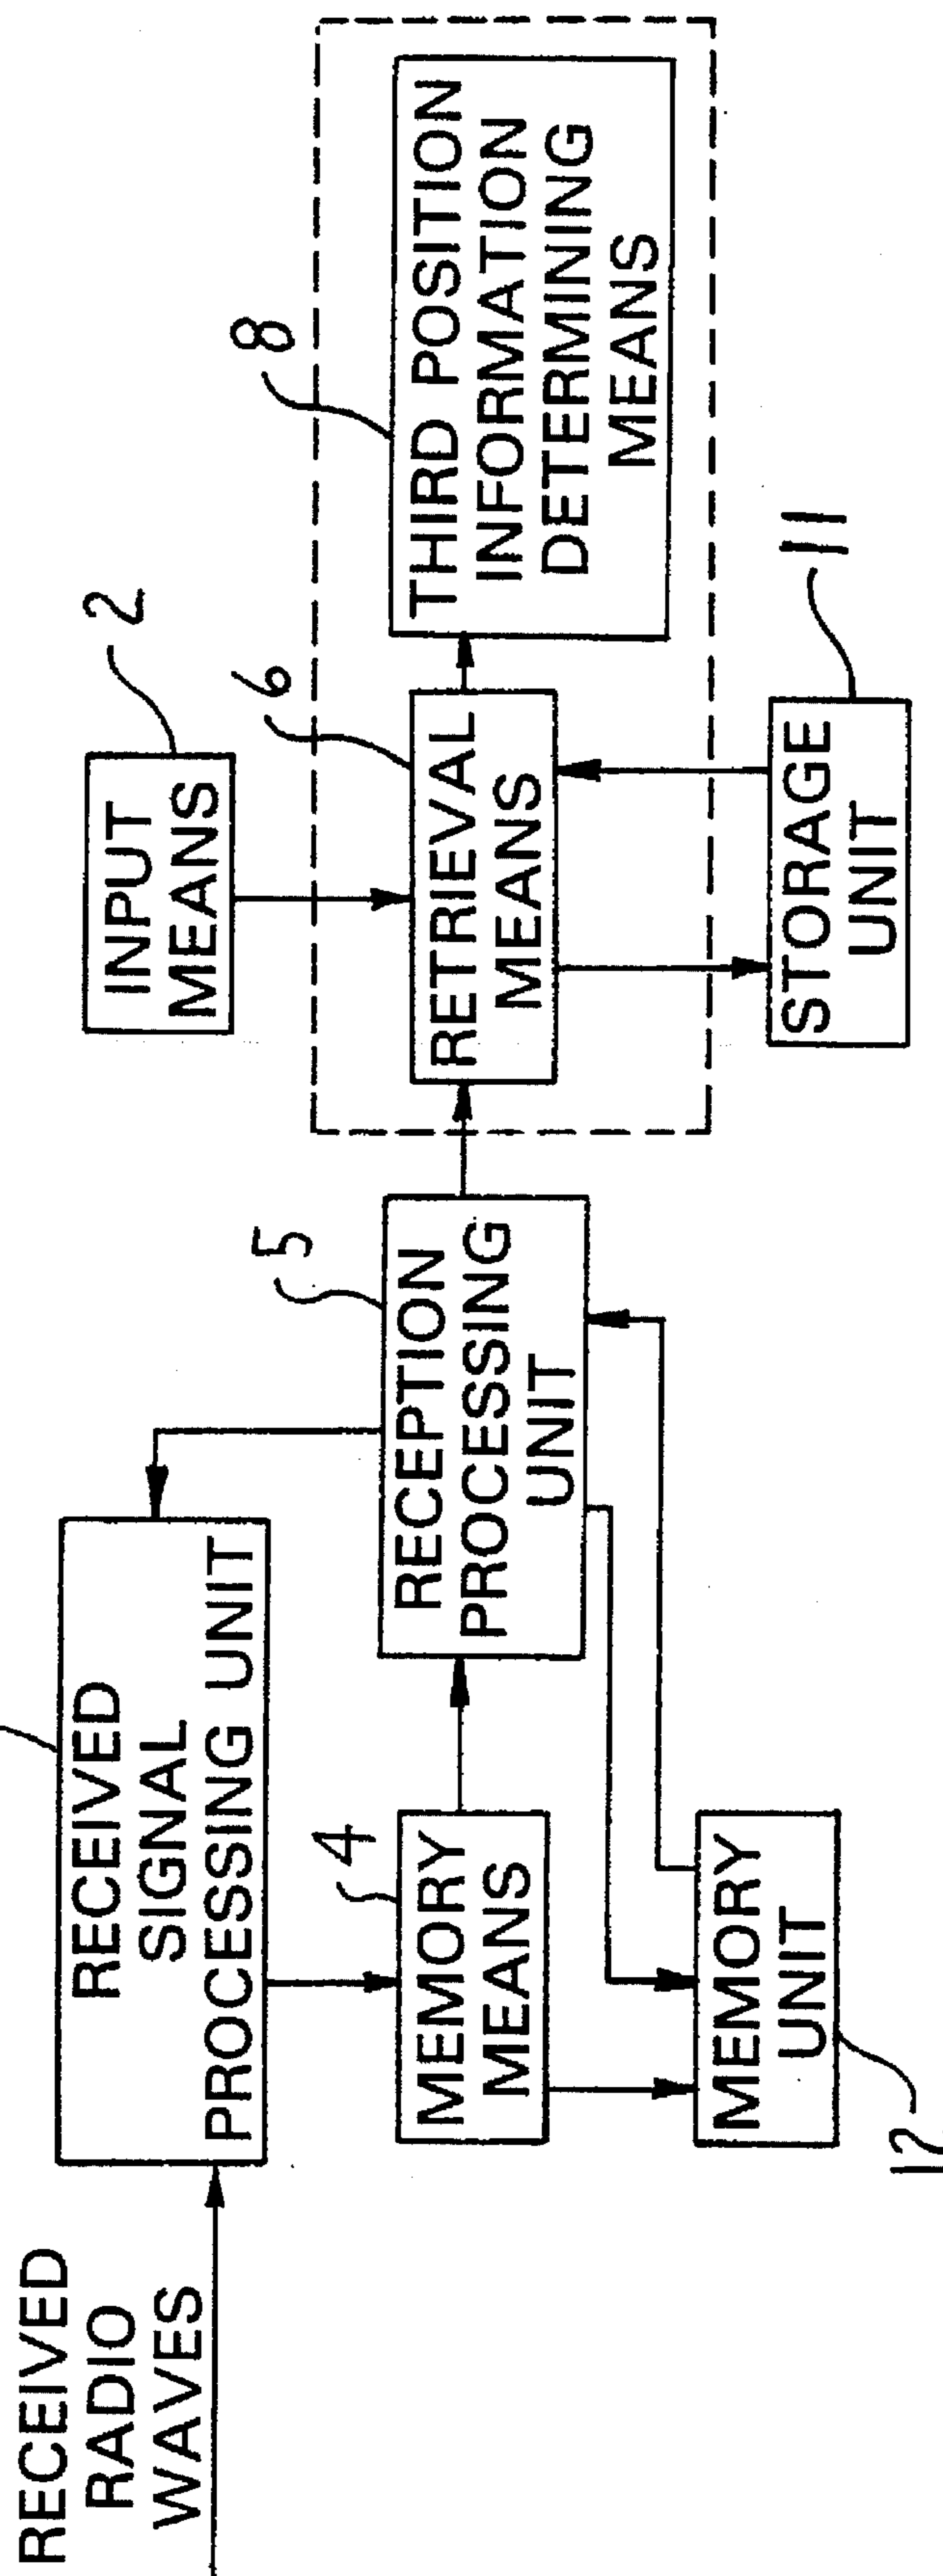 RECEIVED
RADIO
WAVES
RECEIVED
SIGNAL
PROCESSING UNIT
4
MEMORY
MEANS
MEMORY
UNIT
12
5
RECEPTION
PROCESSING
UNIT
2
INPUT
MEANS
6
RETRIEVAL
MEANS
STORAGE
UNIT
11
8
THIRD POSITION
INFORMATION
DETERMINING
MEANS